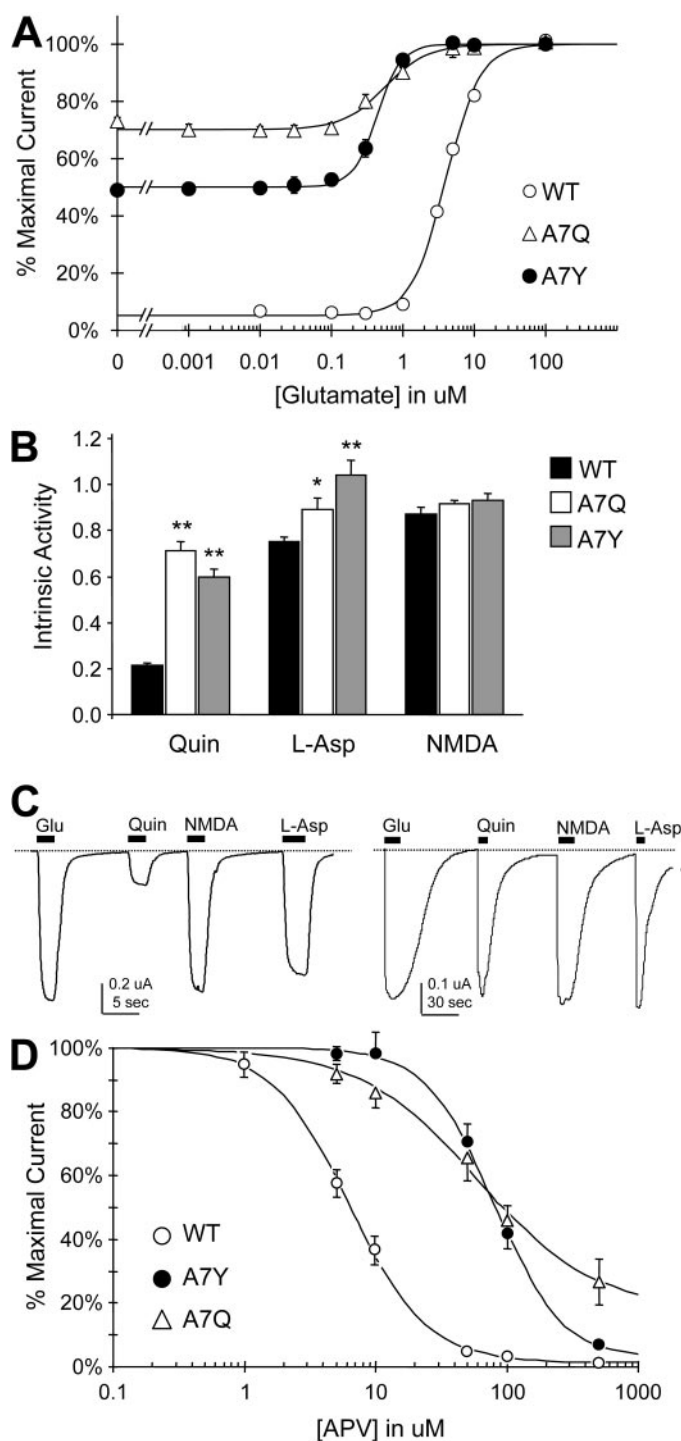 A
% Maximal Current
100%
80%
60%
40%
20%
0%
WT
A7Q
A7Y
0 0.001 0.01 0.1 1 10 100
[Glutamate] in uM
B
Intrinsic Activity
1.2
1.0
0.8
0.6
0.4
0.2
0.0
** ** * **
WT
A7Q
A7Y
Quin L-Asp NMDA
C
Glu Quin NMDA L-Asp Glu Quin NMDA L-Asp
0.2 uA
5 sec
0.1 uA
30 sec
D
% Maximal Current
100%
80%
60%
40%
20%
0%
WT
A7Y
A7Q
0.1 1 10 100 1000
[APV] in uM